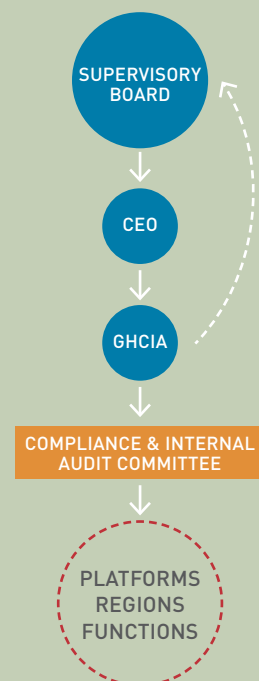 SUPERVISORY
BOARD
CEO
GHCIA
COMPLIANCE & INTERNAL
AUDIT COMMITTEE
PLATFORMS
REGIONS
FUNCTIONS